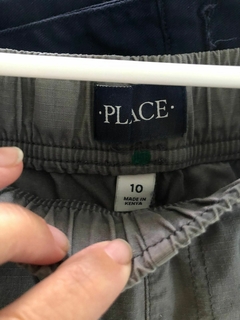 · PLACE ·
10
MADE IN
KENYA